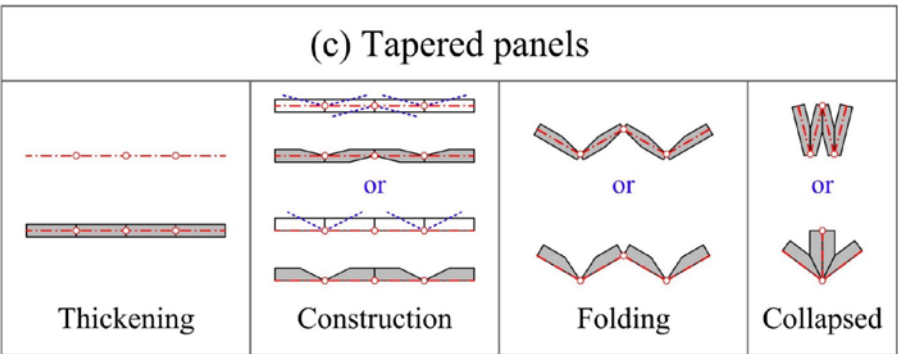 (c) Tapered panels
or
or
or
Thickening
Construction
Folding
Collapsed